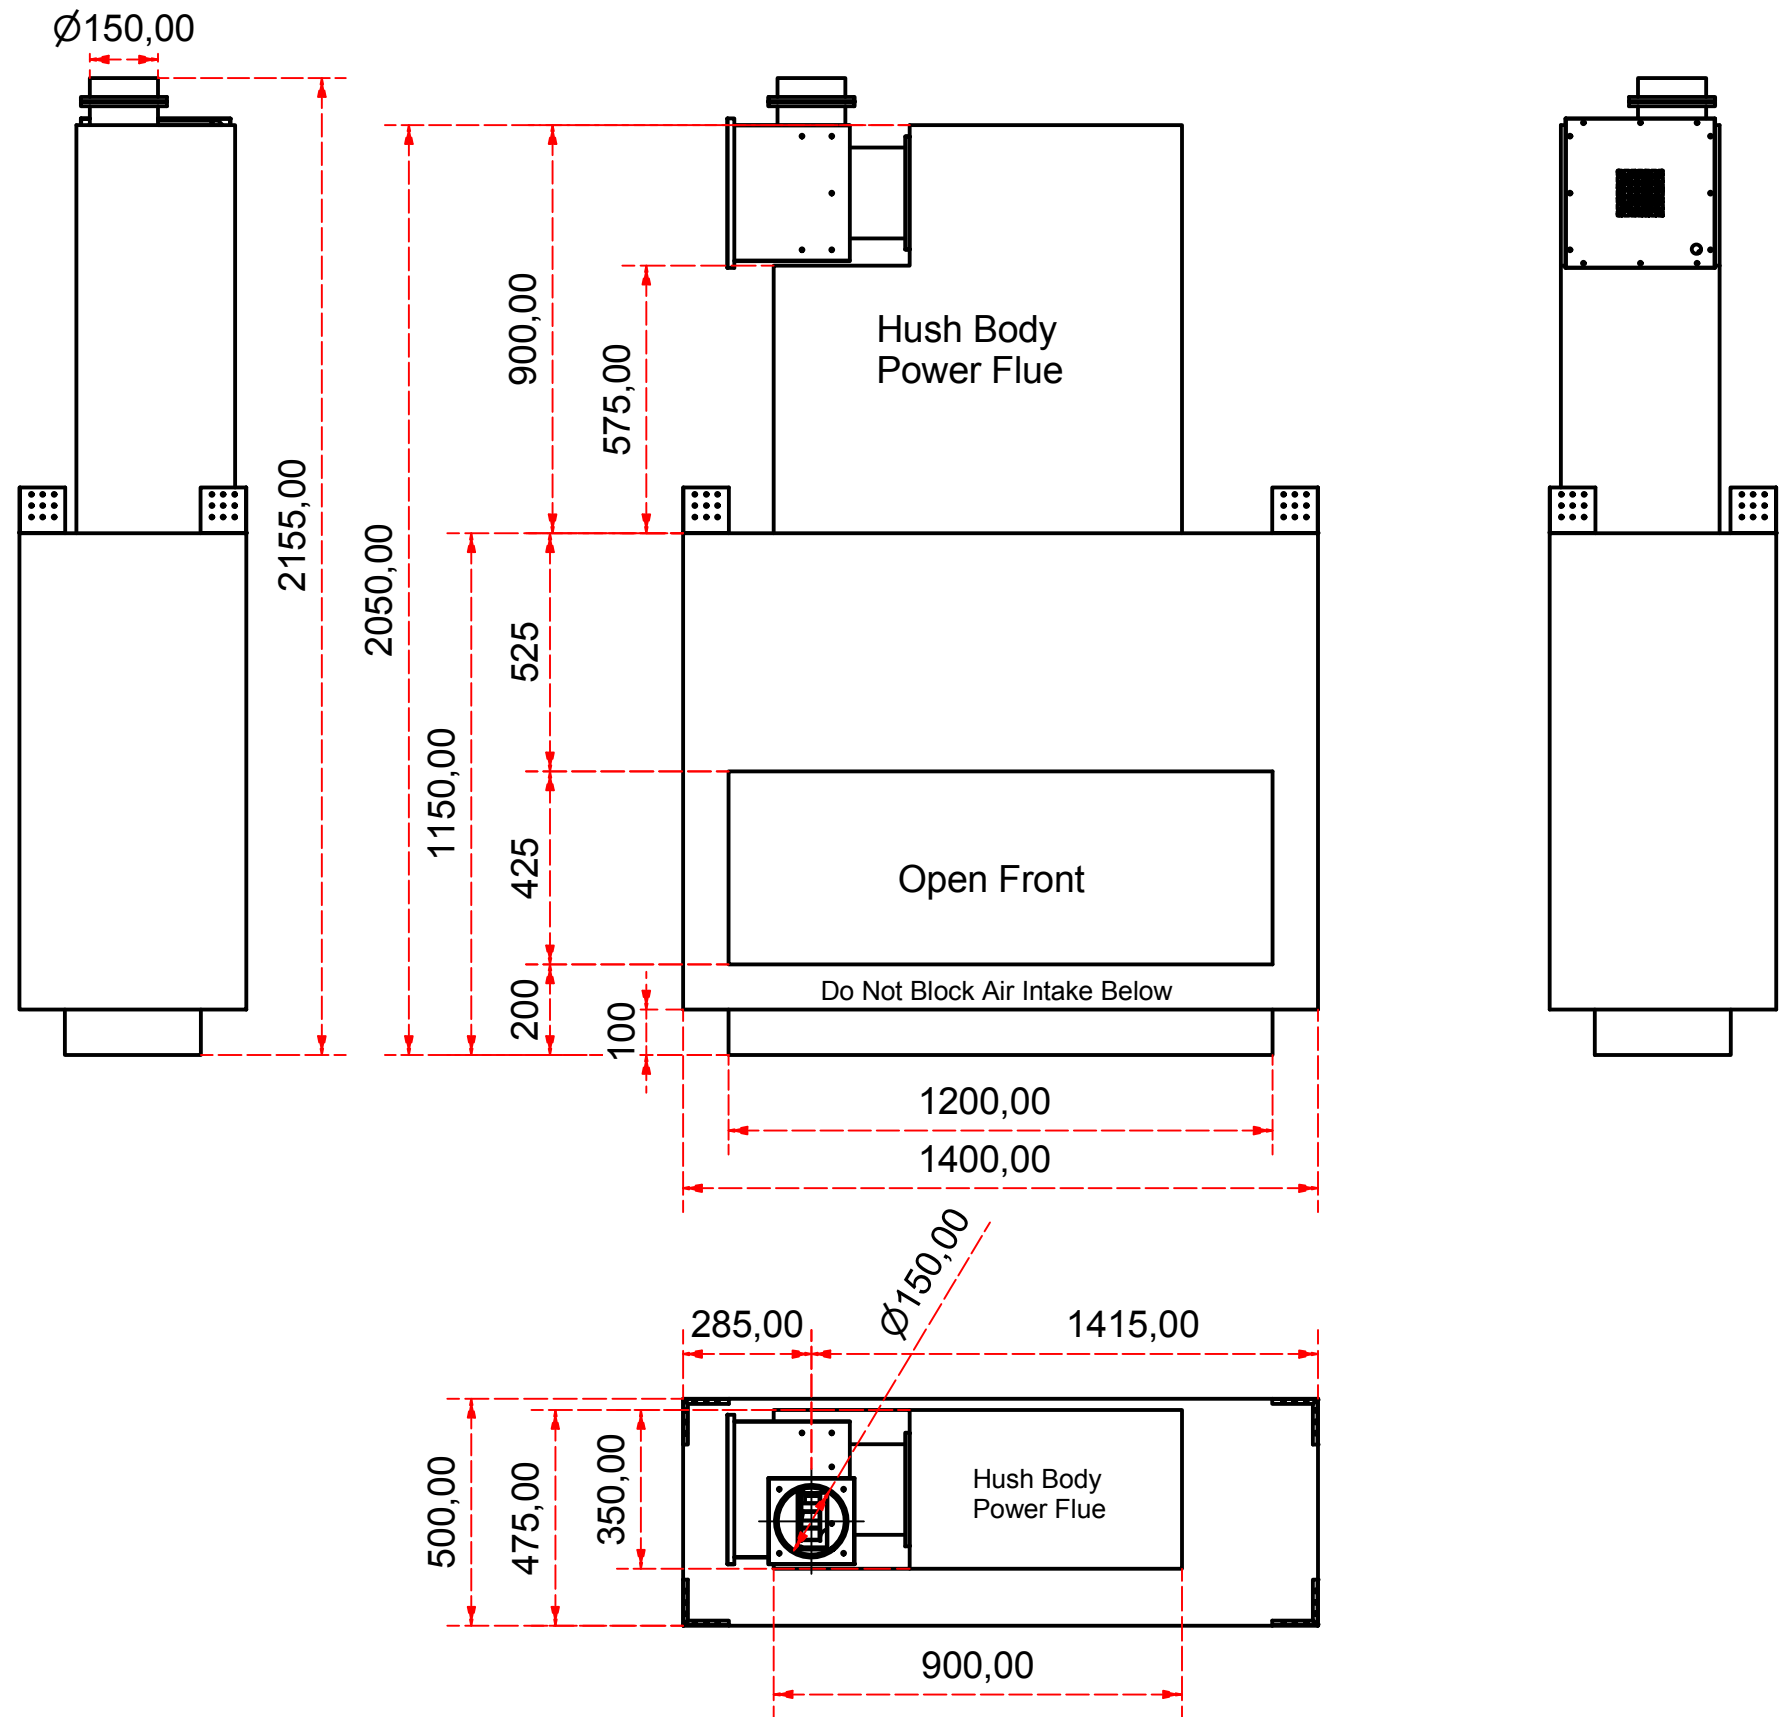 Ø150,00
2155,00
2050,00
900,00
575,00
Hush Body
Power Flue
1150,00
525
425
200
100
Open Front
Do Not Block Air Intake Below
1200,00
1400,00
Ø150,00
285,00
1415,00
500,00
475,00
350,00
Hush Body
Power Flue
900,00